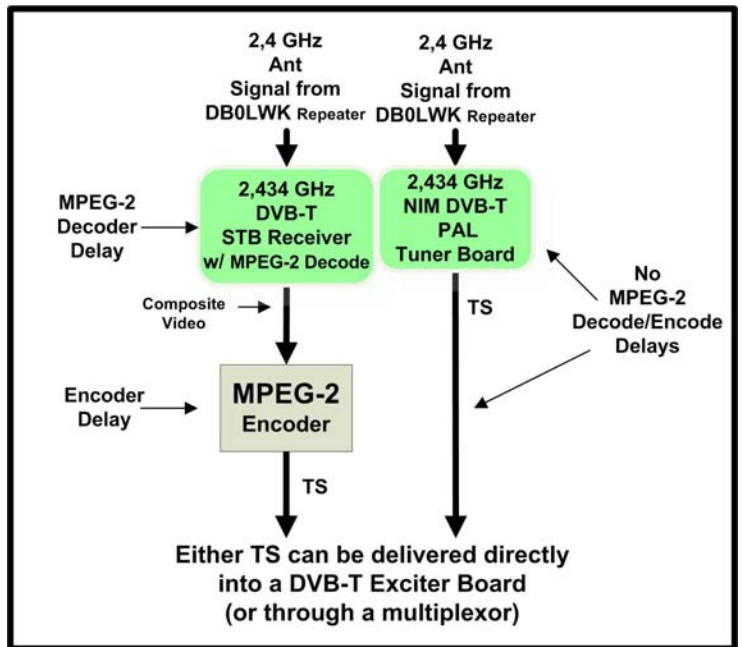 2,4 GHz
Ant
Signal from
DB0LWK Repeater
2,4 GHz
Ant
Signal from
DB0LWK Repeater
MPEG-2
Decoder
Delay
2,434 GHz
DVB-T
STB Receiver
w/ MPEG-2 Decode
2,434 GHz
NIM DVB-T
PAL
Tuner Board
Composite
Video
TS
No
MPEG-2
Decode/Encode
Delays
Encoder
Delay
MPEG-2
Encoder
TS
Either TS can be delivered directly
into a DVB-T Exciter Board
(or through a multiplexor)